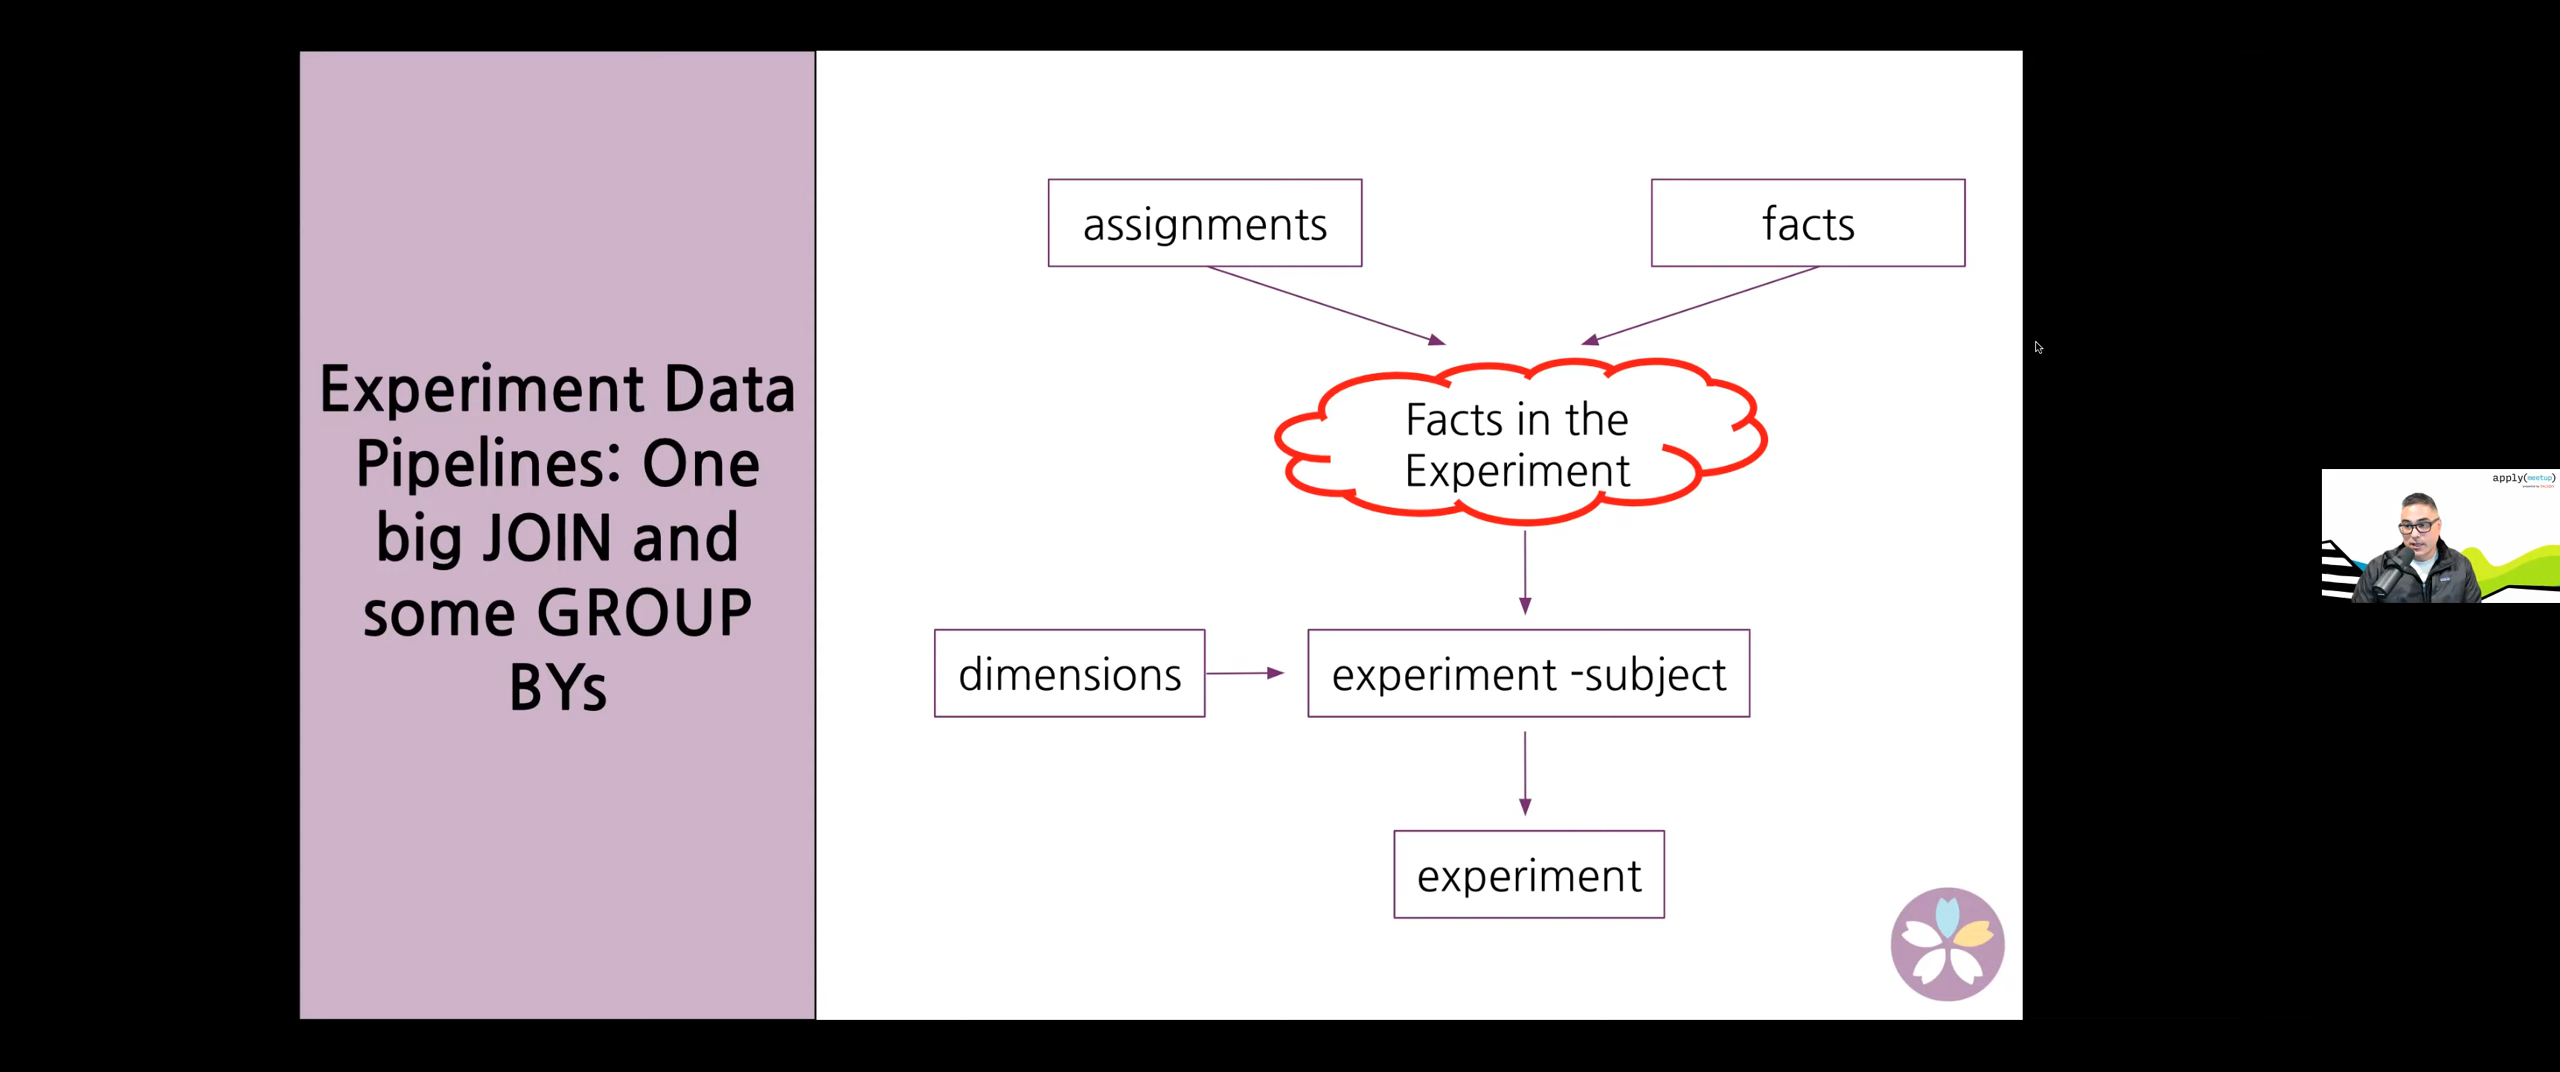 Experiment Data
Pipelines: One
big JOIN and
some GROUP
BYs
assignments
facts
Facts in the
Experiment
dimensions
experiment -subject
experiment
apply(meetup)